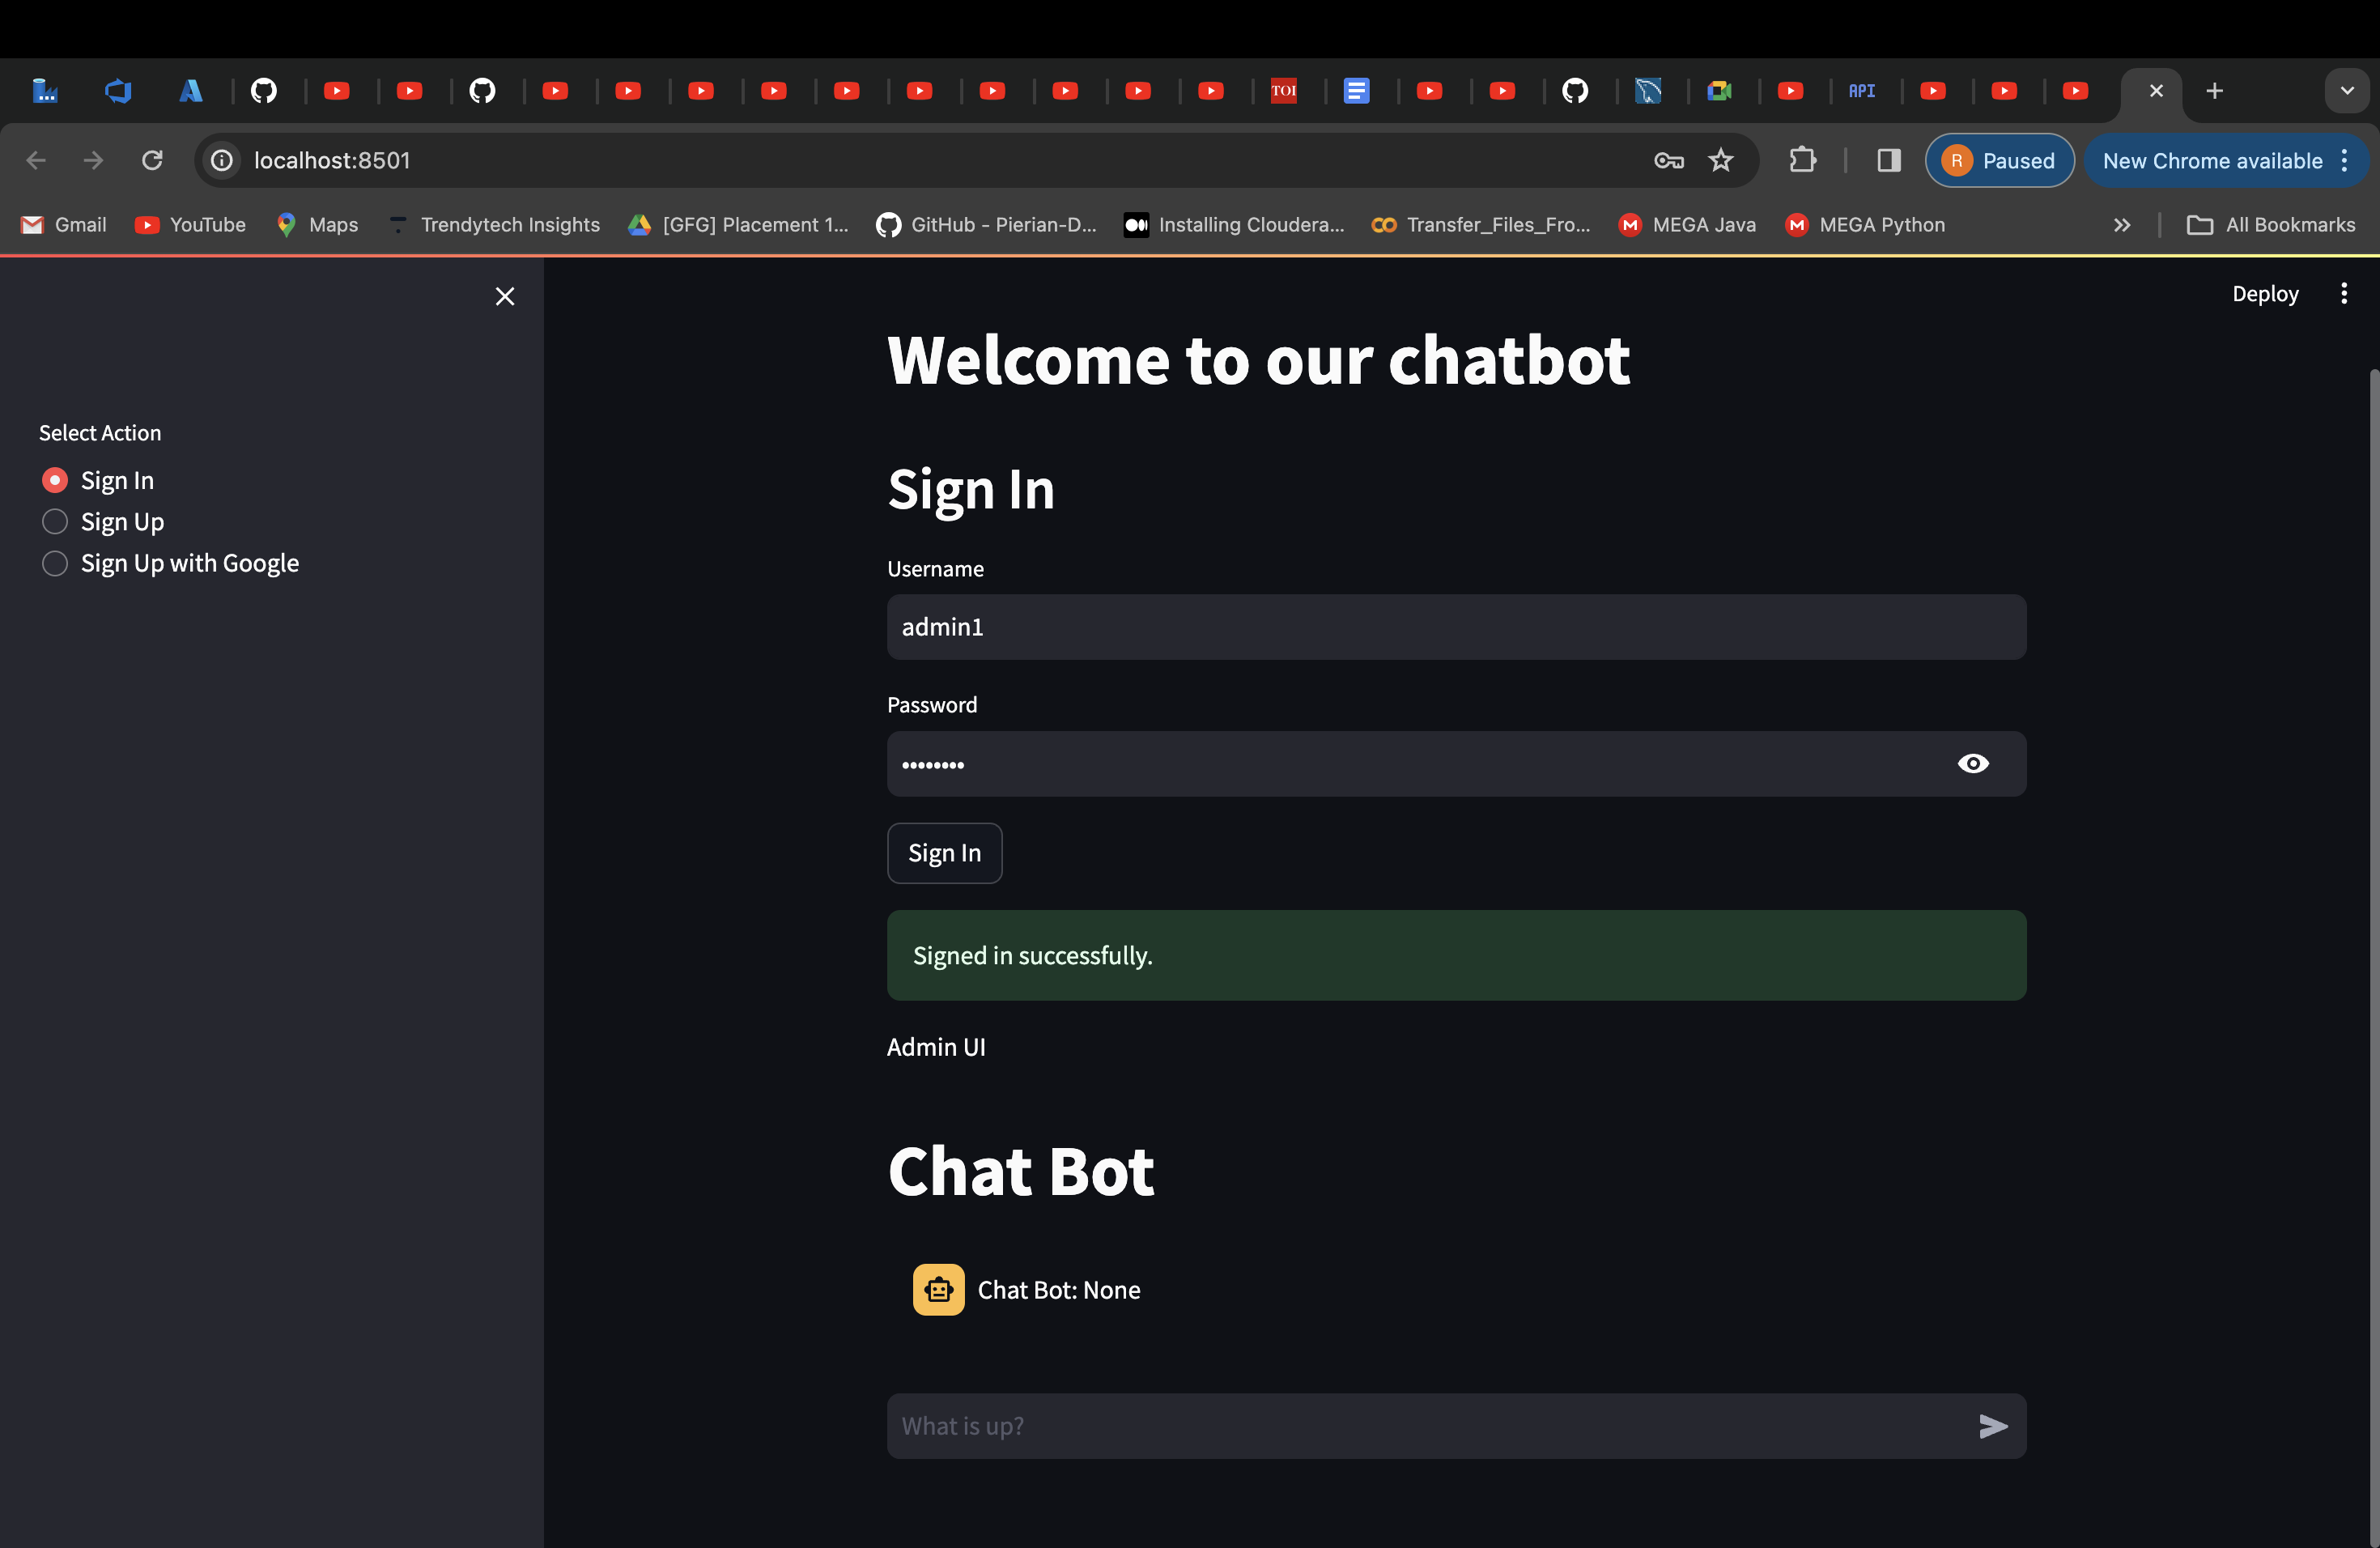 TOI
API
localhost:8501
R Paused
New Chrome available
Gmail
YouTube
Maps
Trendytech Insights
[GFG] Placement 1...
GitHub - Pierian-D...
Installing Cloudera...
Transfer_Files_Fro...
MEGA Java
MEGA Python
All Bookmarks
Deploy
Select Action
Sign In
Sign Up
Sign Up with Google
Welcome to our chatbot
Sign In
Username
admin1
Password
••••••••
Sign In
Signed in successfully.
Admin UI
Chat Bot
Chat Bot: None
What is up?